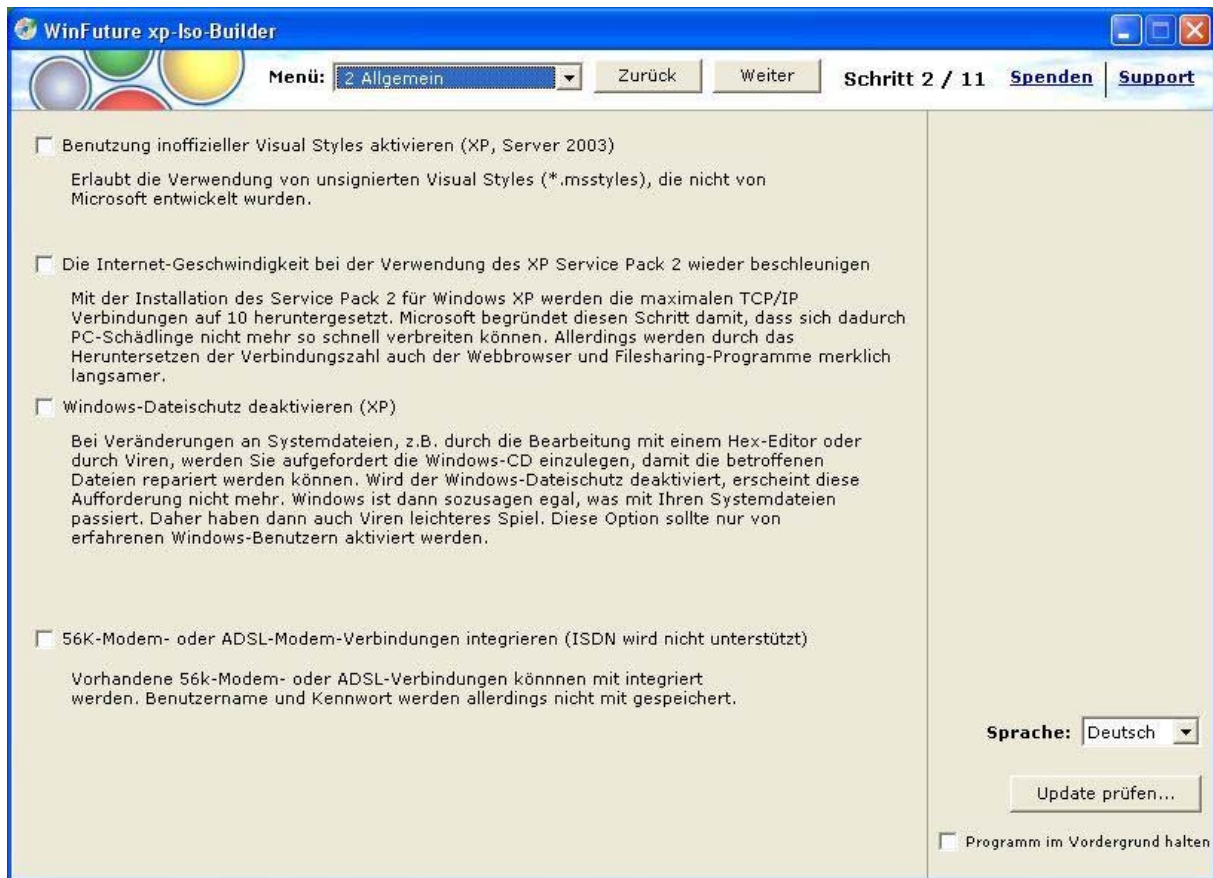 WinFuture xp-Iso-Builder
Menü: 2 Allgemein Zurück Weiter Schritt 2 / 11 Spenden Support
Benutzung inoffizieller Visual Styles aktivieren (XP, Server 2003)
Erlaubt die Verwendung von unsignierten Visual Styles (*.msstyles), die nicht von
Microsoft entwickelt wurden.
Die Internet-Geschwindigkeit bei der Verwendung des XP Service Pack 2 wieder beschleunigen
Mit der Installation des Service Pack 2 für Windows XP werden die maximalen TCP/IP
Verbindungen auf 10 heruntergesetzt. Microsoft begründet diesen Schritt damit, dass sich dadurch
PC-Schädlinge nicht mehr so schnell verbreiten können. Allerdings werden durch das
Heruntersetzen der Verbindungszahl auch der Webbrowser und Filesharing-Programme merklich
langsamer.
Windows-Dateischutz deaktivieren (XP)
Bei Veränderungen an Systemdateien, z.B. durch die Bearbeitung mit einem Hex-Editor oder
durch Viren, werden Sie aufgefordert die Windows-CD einzulegen, damit die betroffenen
Dateien repariert werden können. Wird der Windows-Dateischutz deaktiviert, erscheint diese
Aufforderung nicht mehr. Windows ist dann sozusagen egal, was mit Ihren Systemdateien
passiert. Daher haben dann auch Viren leichteres Spiel. Diese Option sollte nur von
erfahrenen Windows-Benutzern aktiviert werden.
56K-Modem- oder ADSL-Modem-Verbindungen integrieren (ISDN wird nicht unterstützt)
Vorhandene 56k-Modem- oder ADSL-Verbindungen könnnen mit integriert
werden. Benutzername und Kennwort werden allerdings nicht mit gespeichert.
Sprache: Deutsch
Update prüfen...
Programm im Vordergrund halten